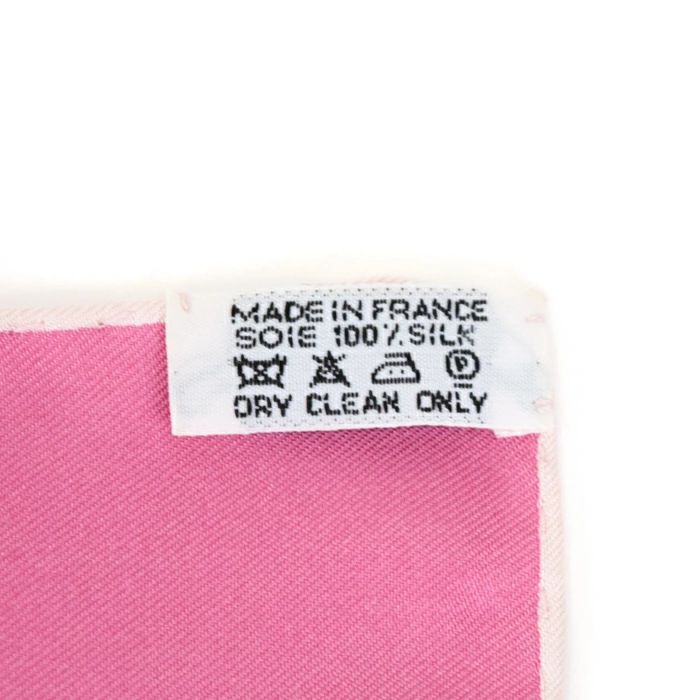 MADE IN FRANCE
SOIE 100% SILK
P
DRY CLEAN ONLY